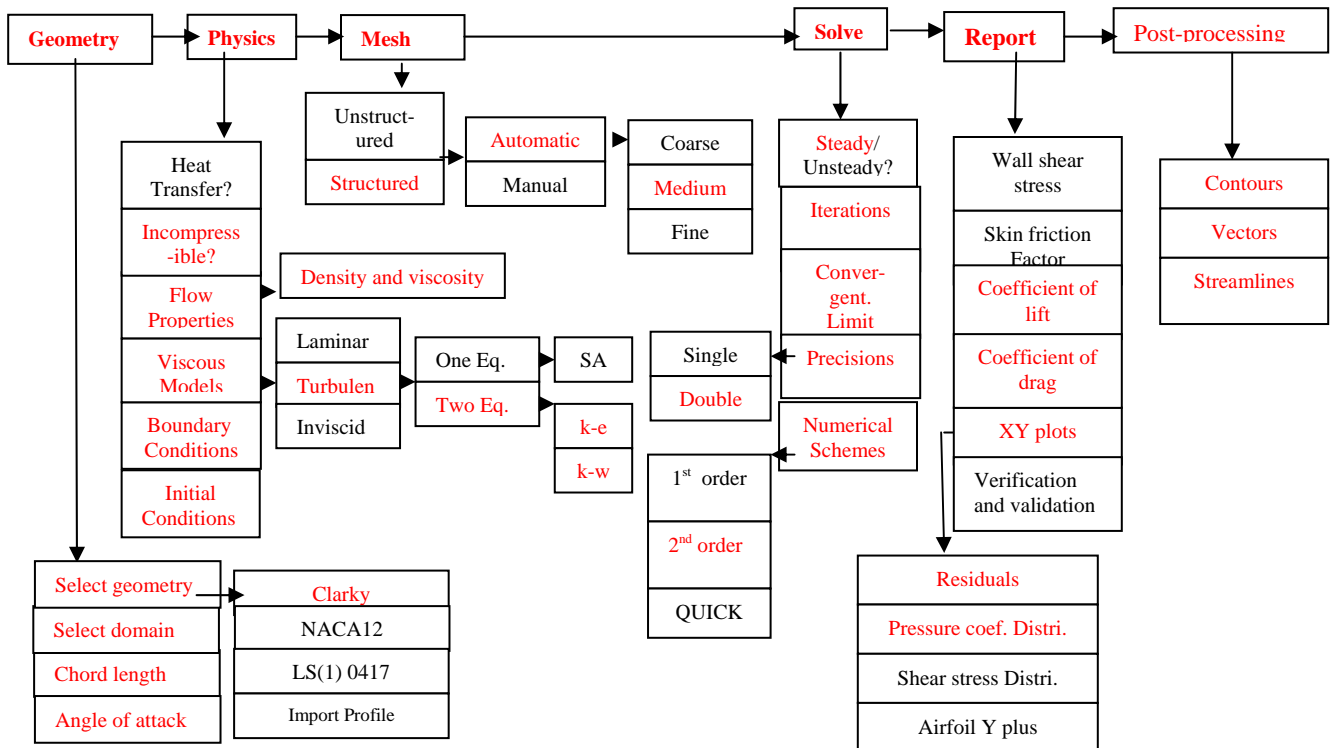 Geometry
Physics
Mesh
Solve
Report
Post-processing
Unstruct-
ured
Structured
Automatic
Manual
Coarse
Medium
Fine
Heat
Transfer?
Incompress
-ible?
Flow
Properties
Viscous
Models
Boundary
Conditions
Initial
Conditions
Density and viscosity
Laminar
Turbulen
Inviscid
One Eq.
Two Eq.
SA
k-e
k-w
Steady/
Unsteady?
Iterations
Conver-
gent.
Limit
Precisions
Numerical
Schemes
Single
Double
1st order
2nd order
QUICK
Wall shear
stress
Skin friction
Factor
Coefficient of
lift
Coefficient of
drag
XY plots
Verification
and validation
Contours
Vectors
Streamlines
Select geometry
Select domain
Chord length
Angle of attack
Clarky
NACA12
LS(1) 0417
Import Profile
Residuals
Pressure coef. Distri.
Shear stress Distri.
Airfoil Y plus